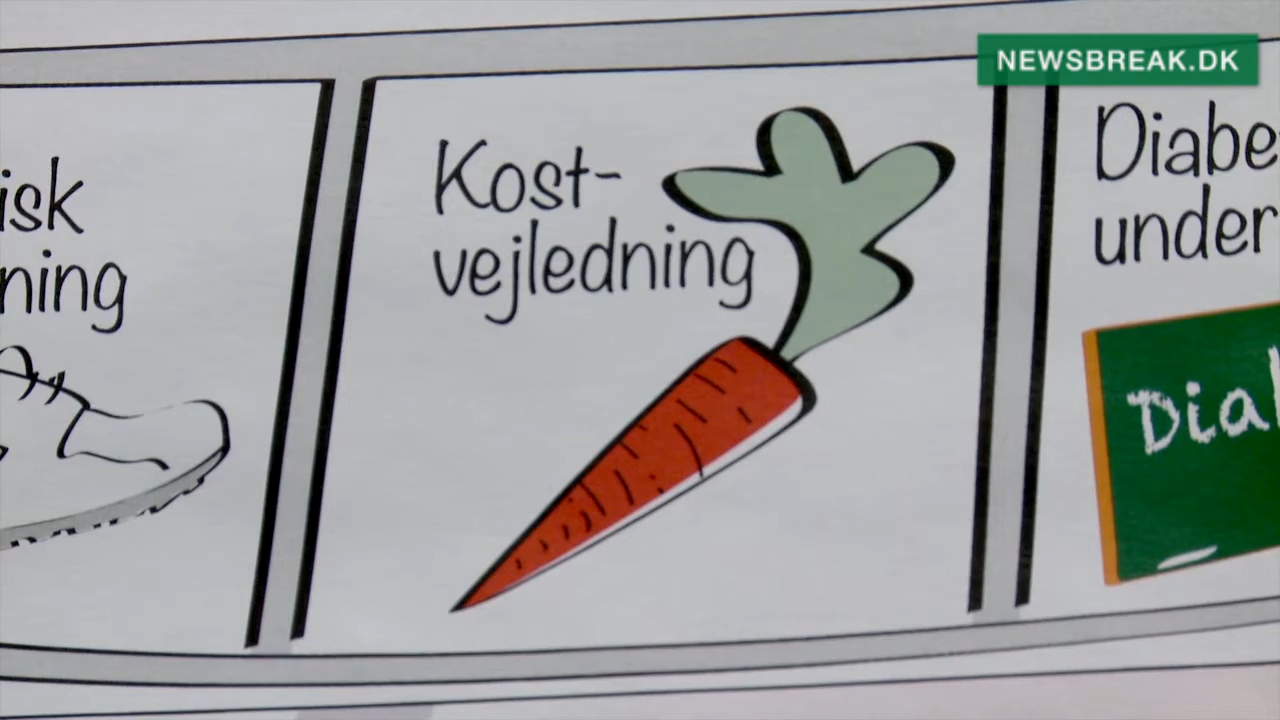 NEWSBREAK.DK
isk
ning
Kost-
vejledning
Diabe
under
Dia